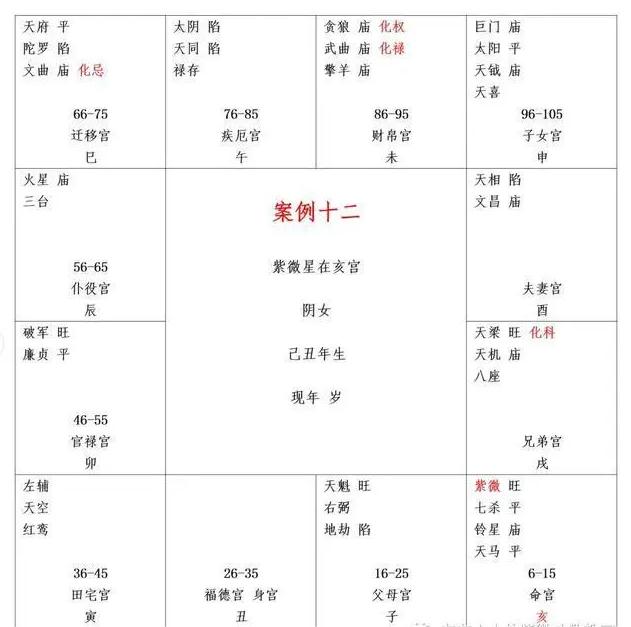 天府 平
陀罗 陷
文曲 庙 化忌
66-75
迁移宫
巳
太阴 陷
天同 陷
禄存
76-85
疾厄宫
午
贪狼 庙 化权
武曲 庙 化禄
擎羊 庙
86-95
财帛宫
未
巨门 庙
太阳 平
天钺 庙
天喜
96-105
子女宫
申
火星 庙
三台
56-65
仆役宫
辰
案例十二
紫微星在亥宫
阴女
己丑年生
现年 岁
天相 陷
文昌 庙
夫妻宫
酉
破军 旺
廉贞 平
46-55
官禄宫
卯
天梁 旺 化科
天机 庙
八座
兄弟宫
戌
左辅
天空
红鸾
36-45
田宅宫
寅
26-35
福德宫 身宫
丑
天魁 旺
右弼
地劫 陷
16-25
父母宫
子
紫微 旺
七杀 平
铃星 庙
天马 平
6-15
命宫
亥